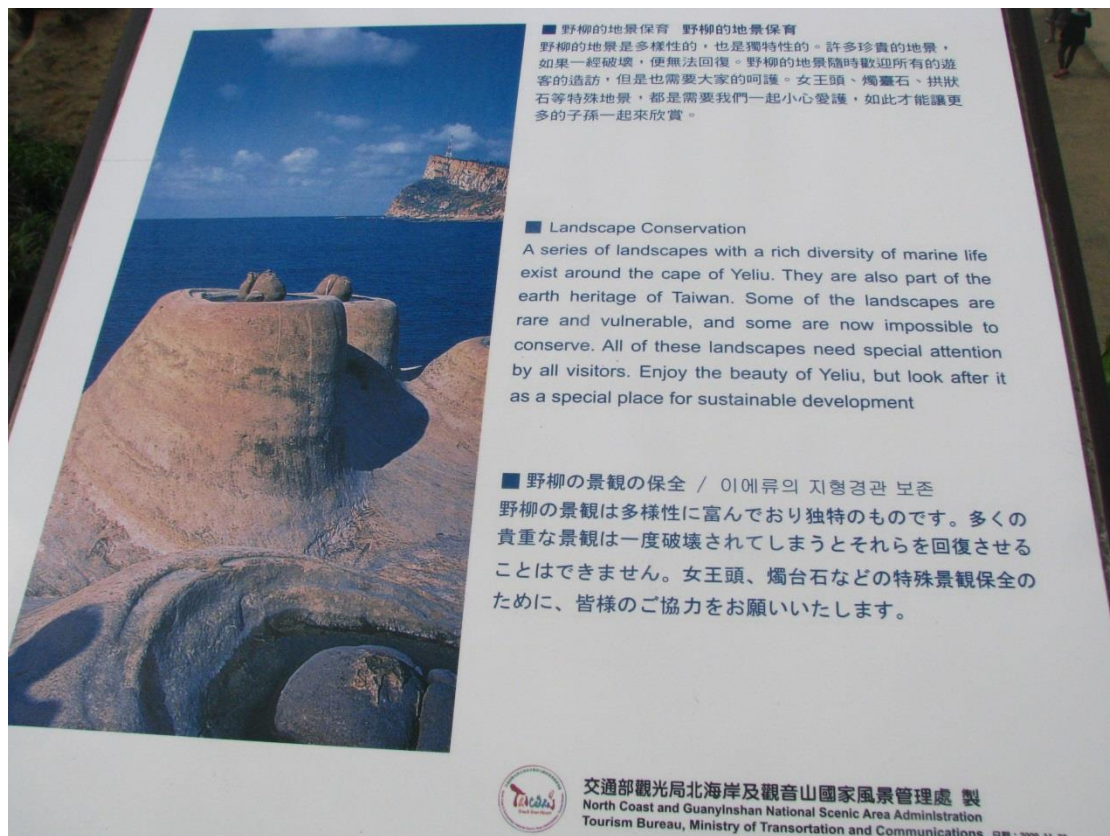 ■ 野柳的地景保育 野柳的地景保育
野柳的地景是多樣性的，也是獨特性的。許多珍貴的地景，
如果一經破壞，便無法回復。野柳的地景隨時歡迎所有的遊
客的造訪，但是也需要大家的呵護。女王頭、燭臺石、拱狀
石等特殊地景，都是需要我們一起小心愛護，如此才能讓更
多的子孫一起來欣賞。
■ Landscape Conservation
A series of landscapes with a rich diversity of marine life
exist around the cape of Yeliu. They are also part of the
earth heritage of Taiwan. Some of the landscapes are
rare and vulnerable, and some are now impossible to
conserve. All of these landscapes need special attention
by all visitors. Enjoy the beauty of Yeliu, but look after it
as a special place for sustainable development
■ 野柳の景観の保全 / 이에류의 지형경관 보존
野柳の景観は多様性に富んでおり独特のものです。多くの
貴重な景観は一度破壊されてしまうとそれらを回復させる
ことはできません。女王頭、燭台石などの特殊景観保全の
ために、皆様のご協力をお願いいたします。
Taiwan
交通部觀光局北海岸及觀音山國家風景管理處 製
North Coast and Guanyinshan National Scenic Area Administration
Tourism Bureau, Ministry of Transortation and Communications